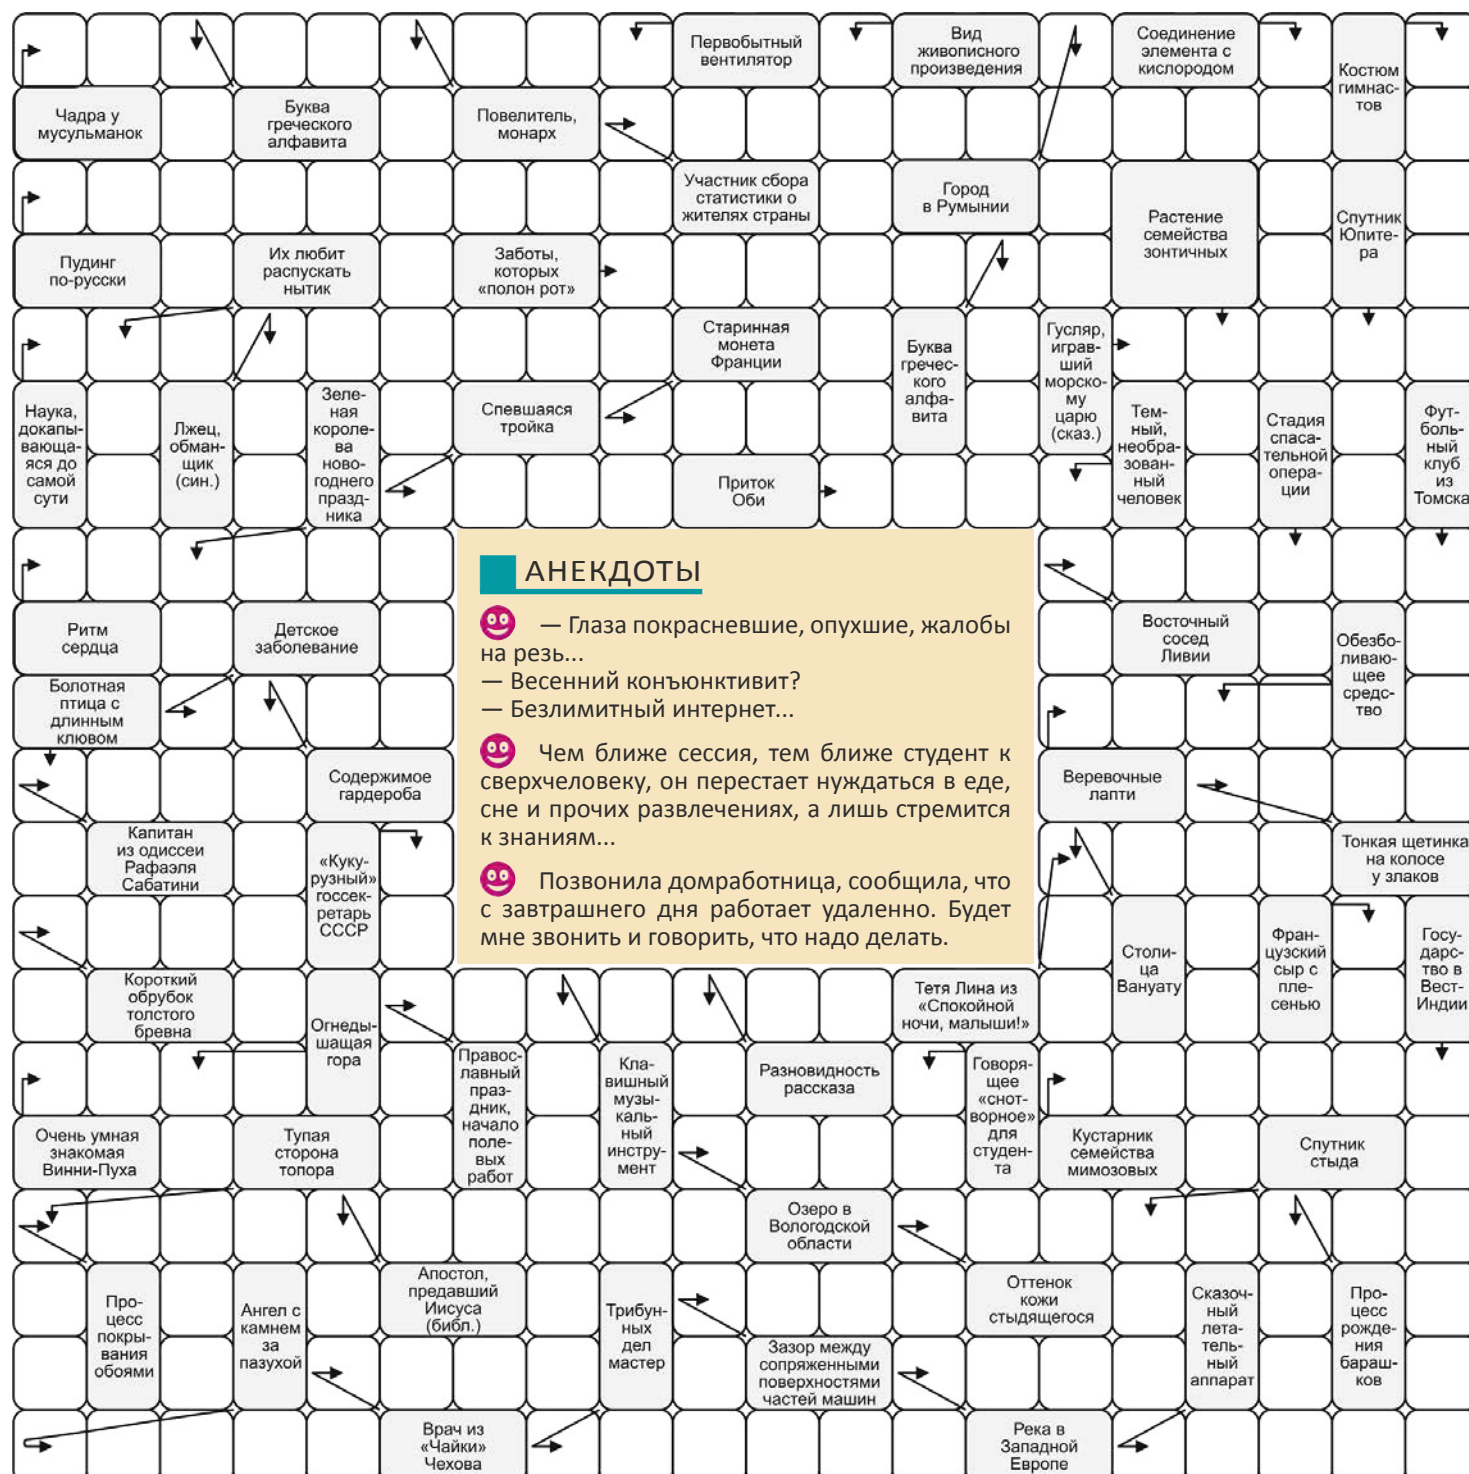 Первобытный
вентилятор
Вид
живописного
произведения
Соединение
элемента с
кислородом
Костюм
гимнас-
тов
Чадра у
мусульманок
Буква
греческого
алфавита
Повелитель,
монарх
Участник сбора
статистики о
жителях страны
Город
в Румынии
Растение
семейства
зонтичных
Спутник
Юпите-
ра
Пудинг
по-русски
Их любит
распускать
нытик
Заботы,
которых
«полон рот»
Старинная
монета
Франции
Буква
гречес-
кого
алфа-
вита
Гусляр,
играв-
ший
морско-
му
царю
(сказ.)
Наука,
докапы-
вающа-
яся до
самой
сути
Лжец,
обман-
щик
(син.)
Зеле-
ная
короле-
ва
ново-
годнего
празд-
ника
Спевшаяся
тройка
Тем-
ный,
необра-
зован-
ный
человек
Стадия
спаса-
тельной
опера-
ции
Фут-
боль-
ный
клуб
из
Томска
Приток
Оби
АНЕКДОТЫ
— Глаза покрасневшие, опухшие, жалобы
на резь...
— Весенний конъюнктивит?
— Безлимитный интернет...
Чем ближе сессия, тем ближе студент к
сверхчеловеку, он перестает нуждаться в еде,
сне и прочих развлечениях, а лишь стремится
к знаниям...
Позвонила домработница, сообщила, что
с завтрашнего дня работает удаленно. Будет
мне звонить и говорить, что надо делать.
Ритм
сердца
Детское
заболевание
Восточный
сосед
Ливии
Обезбо-
ливаю-
щее
средс-
тво
Болотная
птица с
длинным
клювом
Содержимое
гардероба
Веревочные
лапти
Капитан
из одиссеи
Рафаэля
Сабатини
«Куку-
рузный»
госсек-
ретарь
СССР
Тонкая щетинка
на колосе
у злаков
Столи-
ца
Вануату
Фран-
цузский
сыр с
пле-
сенью
Госу-
дарс-
тво в
Вест-
Индии
Короткий
обрубок
толстого
бревна
Огнеды-
шащая
гора
Тетя Лина из
«Спокойной
ночи, малыши!»
Правос-
лавный
праз-
дник,
начало
поле-
вых
работ
Кла-
вишный
музы-
каль-
ный
инстру-
мент
Разновидность
рассказа
Говоря-
щее
«снот-
ворное»
для
студен-
та
Очень умная
знакомая
Винни-Пуха
Тупая
сторона
топора
Кустарник
семейства
мимозовых
Спутник
стыда
Озеро в
Вологодской
области
Про-
цесс
покры-
вания
обоями
Ангел с
камнем
за
пазухой
Апостол,
предавший
Иисуса
(библ.)
Трибун-
ных
дел
мастер
Оттенок
кожи
стыдящегося
Сказоч-
ный
лета-
тель-
ный
аппарат
Про-
цесс
рожде-
ния
бараш-
ков
Зазор между
сопряженными
поверхностями
частей машин
Врач из
«Чайки»
Чехова
Река в
Западной
Европе